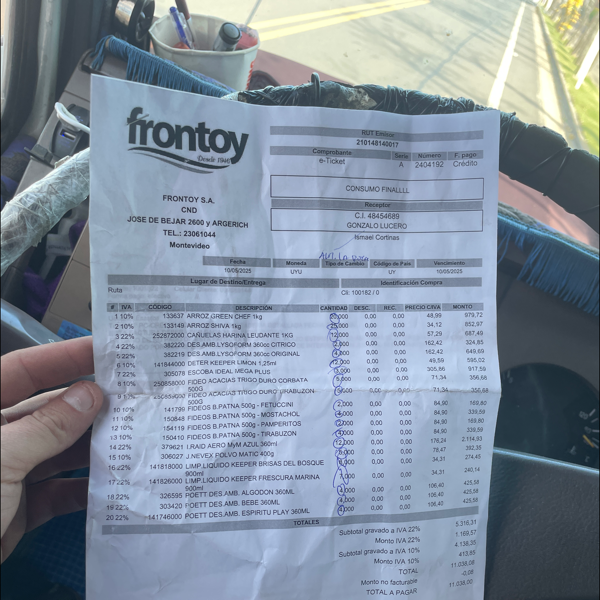 frontoy
Desde 1946
FRONTOY S.A.
CND
JOSE DE BEJAR 2600 y ARGERICH
TEL.: 23061044
Montevideo
RUT Emisor
210148140017
Comprobante Serie Número F. pago
e-Ticket A 2404192 Crédito
CONSUMO FINALLLL
Receptor
C.I. 48454689
GONZALO LUCERO
Ismael Cortinas
Fecha Moneda Tipo de Cambio Código de País Vencimiento
10/05/2025 UYU UY 10/05/2025
Lugar de Destino/Entrega Identificación Compra
Ruta Cli: 100182 / 0
# IVA CÓDIGO DESCRIPCIÓN CANTIDAD DESC. REC. PRECIO C/IVA MONTO
1 10% 133637 ARROZ GREEN CHEF 1kg 0,00 0,00 48,99 979,72
2 10% 133149 ARROZ SHIVA 1kg 0,00 0,00 34,12 852,97
3 22% 252872000 CAÑUELAS HARINA LEUDANTE 1KG 0,00 0,00 57,29 687,49
4 22% 382220 DES.AMB.LYSOFORM 360cc CITRICO 0,00 0,00 162,42 324,85
5 22% 382219 DES.AMB.LYSOFORM 360cc ORIGINAL 0,00 0,00 162,42 649,69
6 10% 141844000 DETER KEEPER LIMON 1,25ml 0,00 0,00 49,59 595,02
7 22% 305078 ESCOBA IDEAL MEGA PLUS 0,00 0,00 305,86 917,59
8 10% 250858000 FIDEO ACACIAS TRIGO DURO CORBATA 0,00 0,00 71,34 356,68
500G
9 10% FIDEO ACACIAS TRIGO DURO TIRABUZON 0,00 0,00 71,34 356,68
500G
10 10% 141799 FIDEOS B.PATNA 500g - FETUCCINI 0,00 0,00 84,90 169,80
11 10% 150848 FIDEOS B.PATNA 500g - MOSTACHOL 0,00 0,00 84,90 339,59
12 10% 154119 FIDEOS B.PATNA 500g - PAMPERITOS 0,00 0,00 84,90 169,80
13 10% 150410 FIDEOS B.PATNA 500g - TIRABUZON 0,00 0,00 84,90 339,59
14 22% 379621 I.RAID AERO MyM AZUL 360ml 0,00 0,00 176,24 2.114,93
15 10% 306027 J.NEVEX POLVO MATIC 400g 0,00 0,00 78,47 392,35
16 22% 141818000 LIMP.LIQUIDO KEEPER BRISAS DEL BOSQUE 0,00 0,00 34,31 274,45
900ml
17 22% 141826000 LIMP.LIQUIDO KEEPER FRESCURA MARINA 0,00 0,00 34,31 240,14
900ml
18 22% 326595 POETT DES.AMB. ALGODON 360ML 0,00 0,00 106,40 425,58
19 22% 303420 POETT DES.AMB. BEBE 360ML 0,00 0,00 106,40 425,58
20 22% 141746000 POETT DES.AMB. ESPIRITU PLAY 360ML 0,00 0,00 106,40 425,58
TOTALES
Subtotal gravado a IVA 22% 5.316,31
Monto IVA 22% 1.169,57
Subtotal gravado a IVA 10% 4.138,35
Monto IVA 10% 413,85
TOTAL 11.038,08
Monto no facturable -0,08
TOTAL A PAGAR 11.038,00